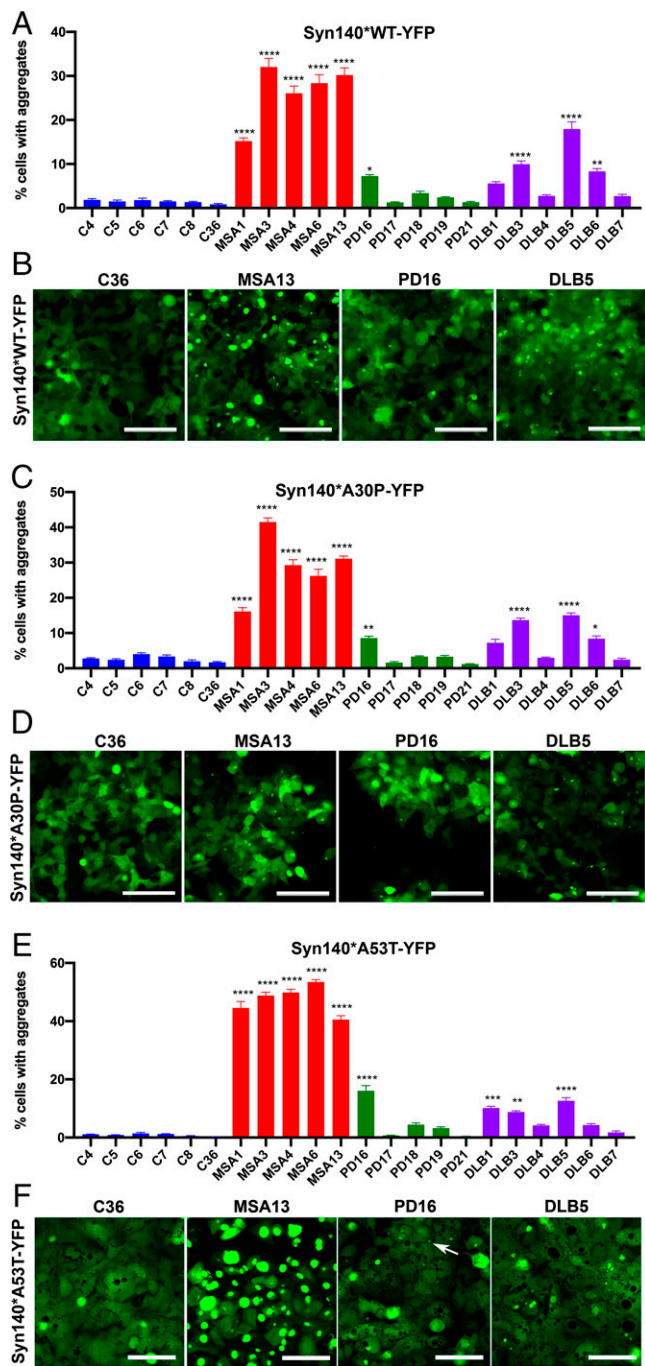 A
Syn140*WT-YFP
% cells with aggregates
40
30
20
10
0
**** **** **** **** **** * **** **** **
C4 C5 C6 C7 C8 C36 MSA1 MSA3 MSA4 MSA6 MSA13 PD16 PD17 PD18 PD19 PD21 DLB1 DLB3 DLB4 DLB5 DLB6 DLB7
B
C36 MSA13 PD16 DLB5
Syn140*WT-YFP
C
Syn140*A30P-YFP
% cells with aggregates
50
40
30
20
10
0
**** **** **** **** **** ** **** **** *
C4 C5 C6 C7 C8 C36 MSA1 MSA3 MSA4 MSA6 MSA13 PD16 PD17 PD18 PD19 PD21 DLB1 DLB3 DLB4 DLB5 DLB6 DLB7
D
C36 MSA13 PD16 DLB5
Syn140*A30P-YFP
E
Syn140*A53T-YFP
% cells with aggregates
60
40
20
0
**** **** **** **** **** **** *** ** ****
C4 C5 C6 C7 C8 C36 MSA1 MSA3 MSA4 MSA6 MSA13 PD16 PD17 PD18 PD19 PD21 DLB1 DLB3 DLB4 DLB5 DLB6 DLB7
F
C36 MSA13 PD16 DLB5
Syn140*A53T-YFP